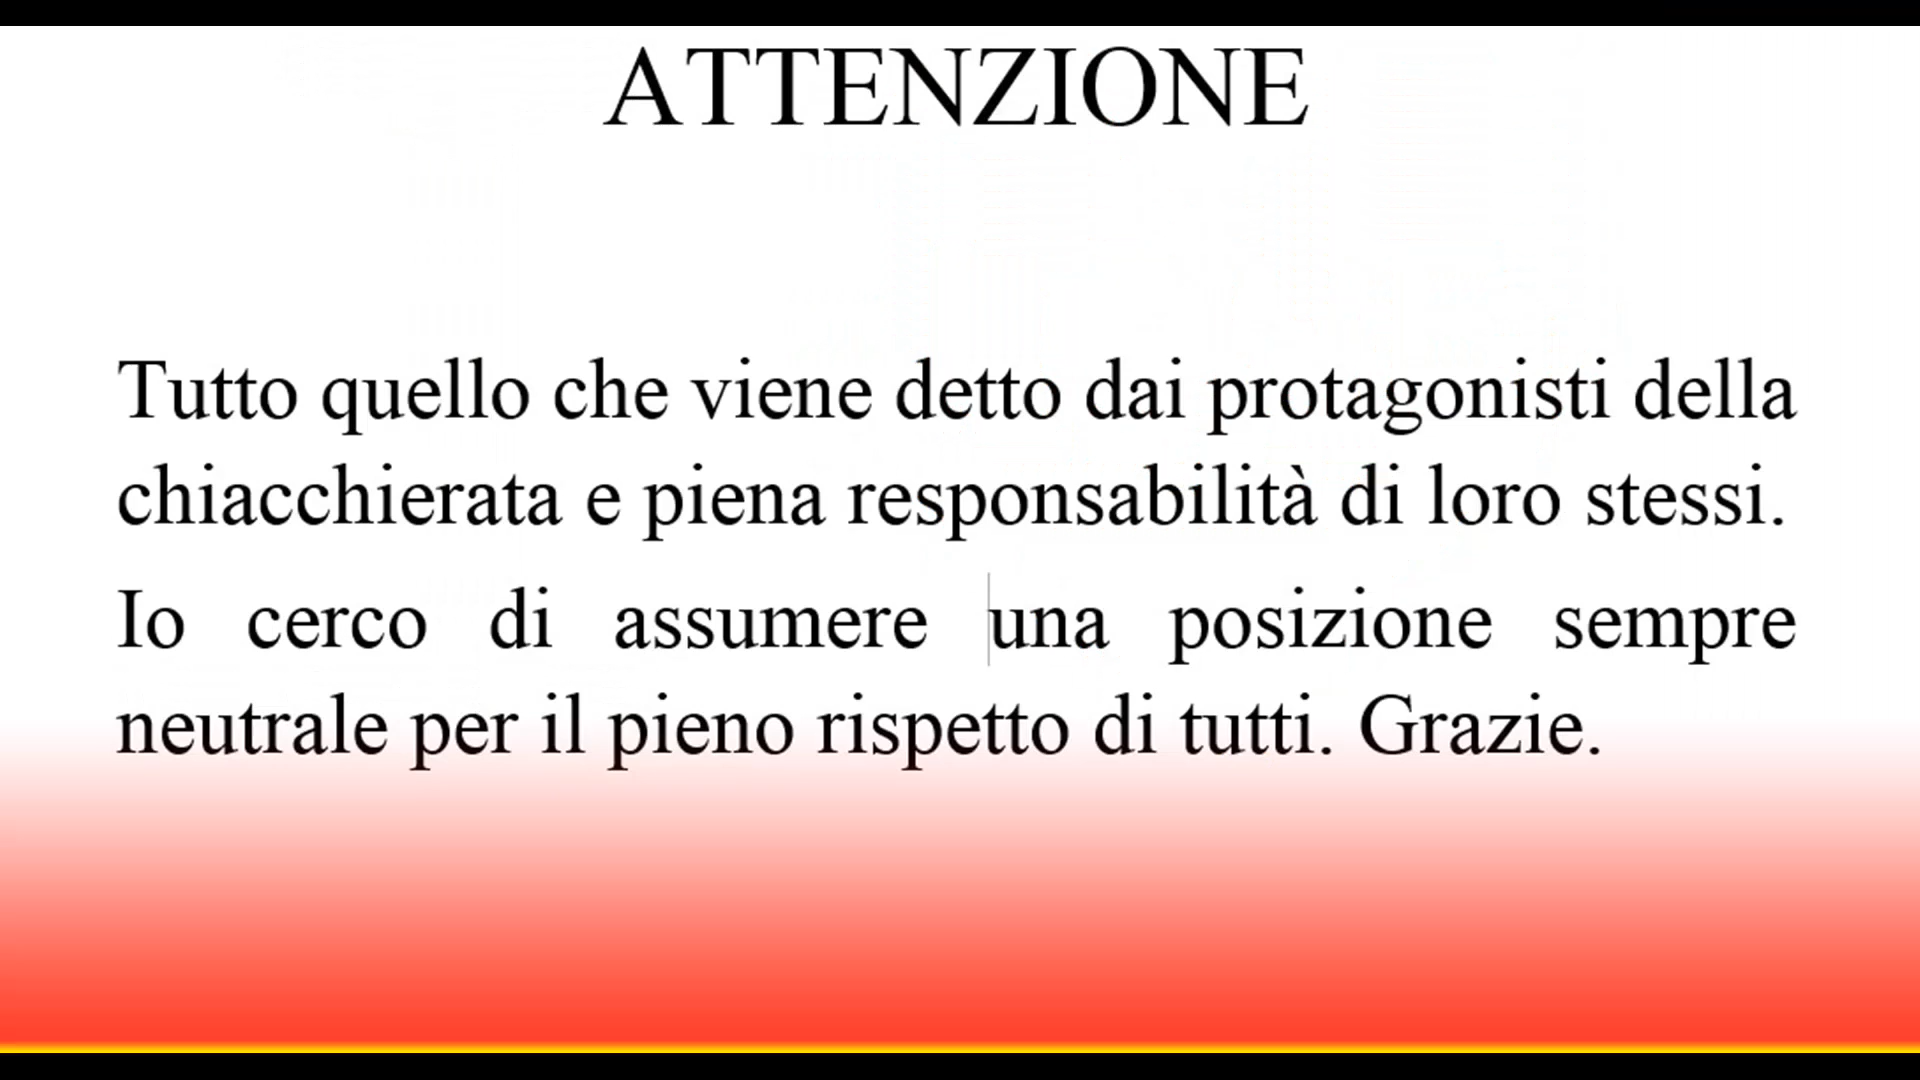 ATTENZIONE
Tutto quello che viene detto dai protagonisti della
chiacchierata e piena responsabilità di loro stessi.
Io cerco di assumere una posizione sempre
neutrale per il pieno rispetto di tutti. Grazie.